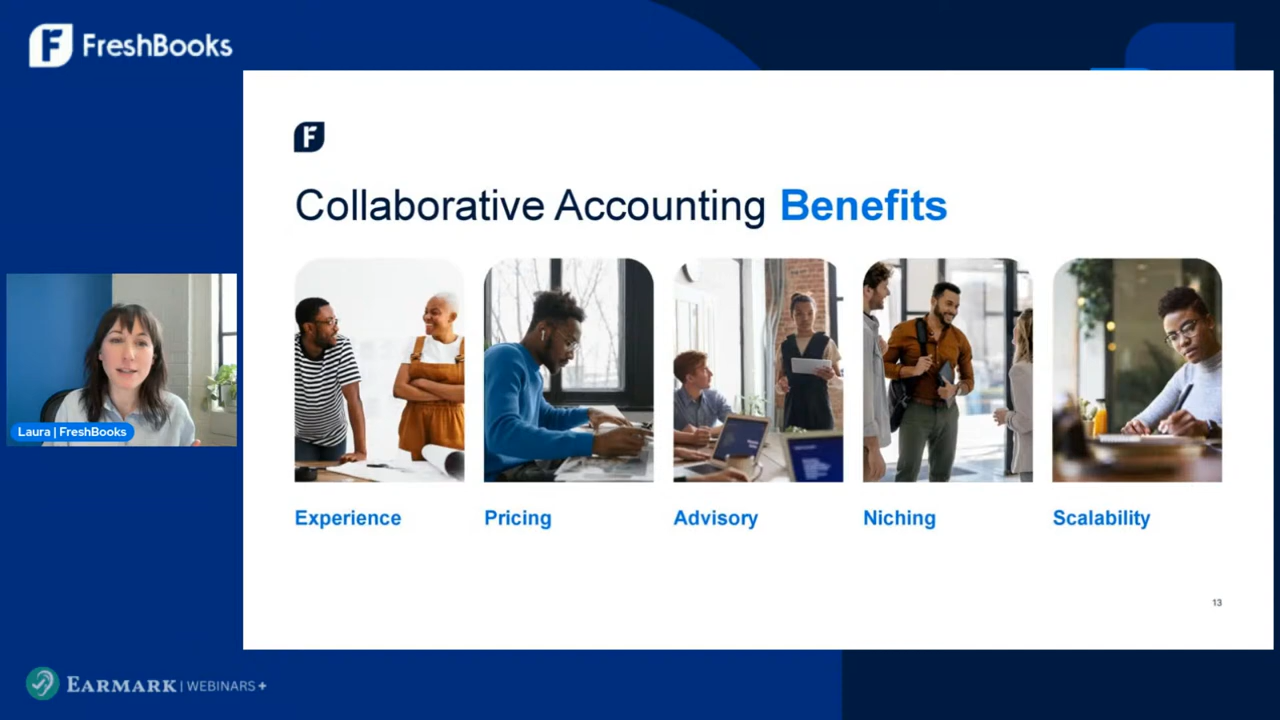 FreshBooks
Collaborative Accounting Benefits
Laura | FreshBooks
Experience
Pricing
Advisory
Niching
Scalability
13
EARMARK | WEBINARS +